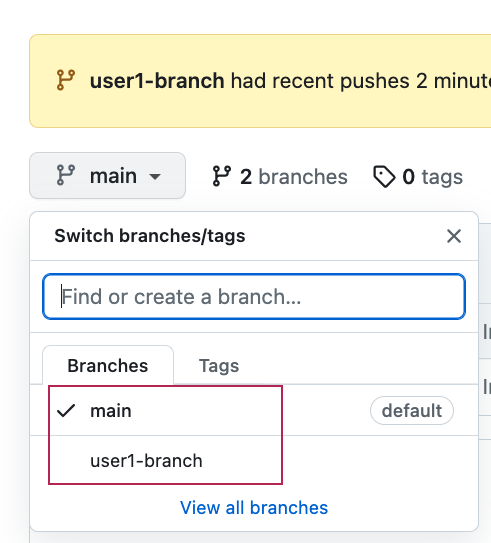 user1-branch had recent pushes 2 minute
main
2 branches
0 tags
Switch branches/tags
Find or create a branch...
Branches
Tags
main
default
user1-branch
View all branches